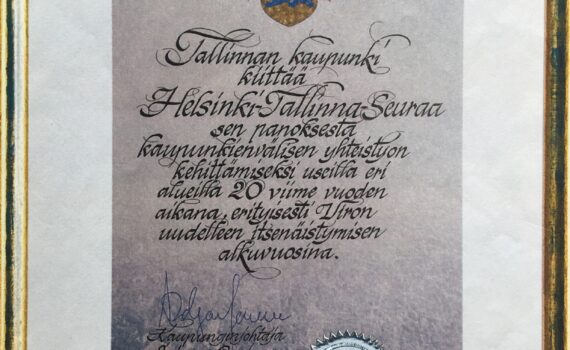 Tallinnan kaupunki
kiittää
Helsinki-Tallinna-Seuraa
sen panoksesta
kaupunkienvälisen yhteistyön
kehittämiseksi useilla eri
alueilla 20 viime vuoden
aikana, erityisesti Viron
uudelleen itsenäistymisen
alkuvuosina.
Kaupunginjohtaja